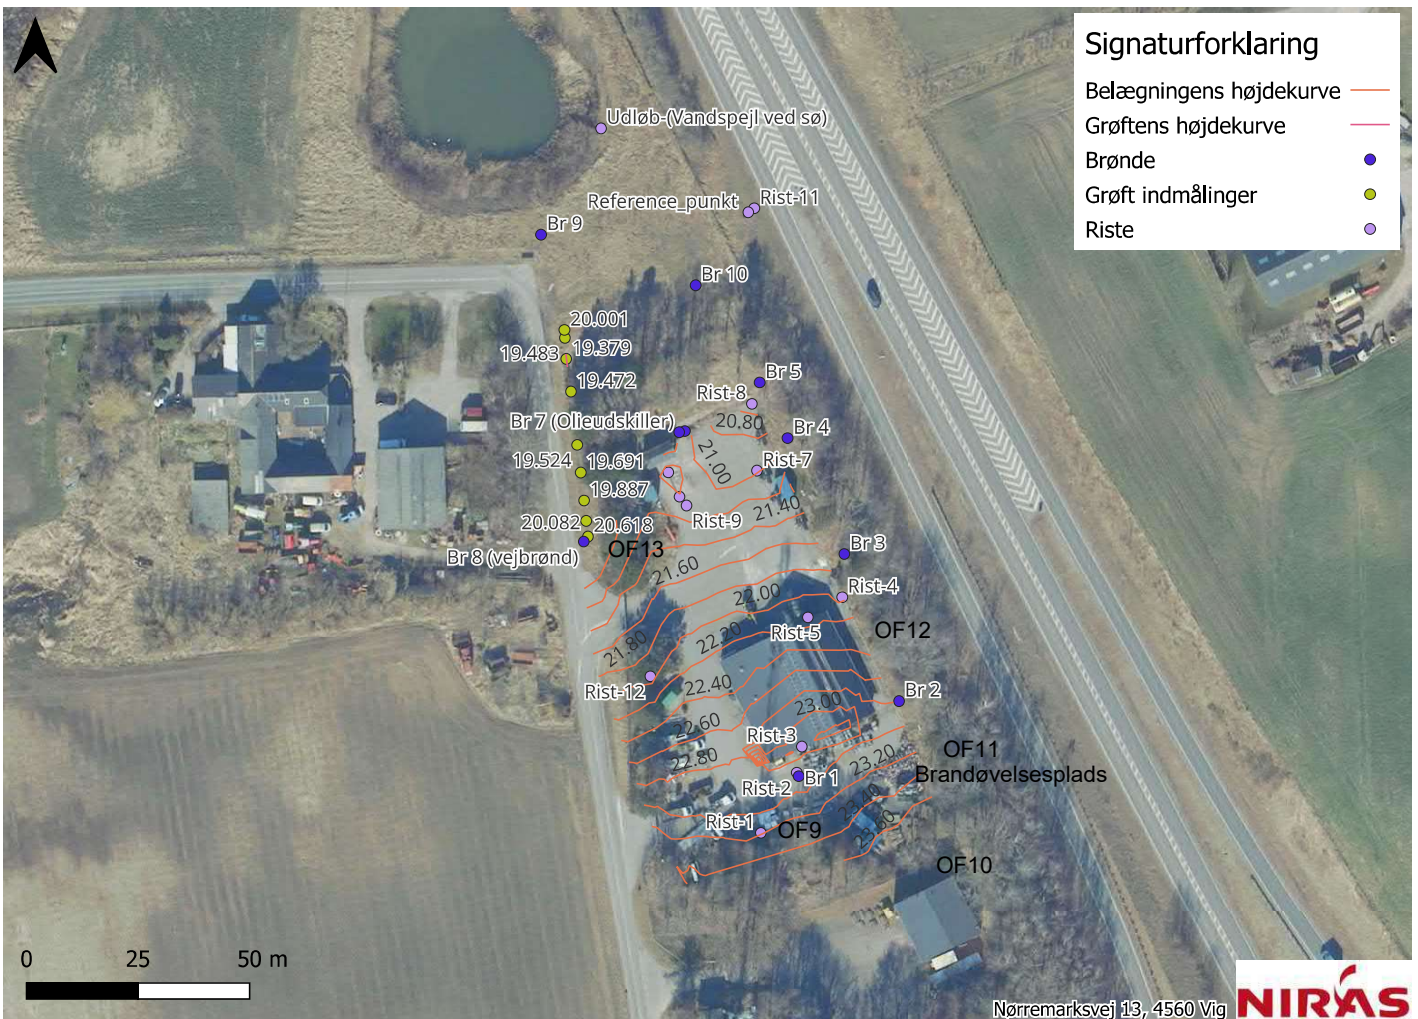 Signaturforklaring
Belægningens højdekurve
Grøftens højdekurve
Brønde
Grøft indmålinger
Riste
Udløb-(Vandspejl ved sø)
Reference_punkt
Rist-11
Br 9
Br 10
20.001
19.483
19.379
19.472
Br 5
Rist-8
Br 7 (Olieudskiller)
20.80
Br 4
21.00
19.524
19.691
Rist-7
19.887
Rist-9
21.40
20.082
20.618
Br 8 (vejbrønd)
OF13
Br 3
21.60
Rist-4
22.00
Rist-5
OF12
21.80
22.20
Rist-12
22.40
Br 2
23.00
22.60
Rist-3
OF11
22.80
23.20
Brandøvelsesplads
Rist-2
Br 1
23.40
Rist-1
OF9
23.60
OF10
0
25
50 m
Nørremarksvej 13, 4560 Vig
NIRAS